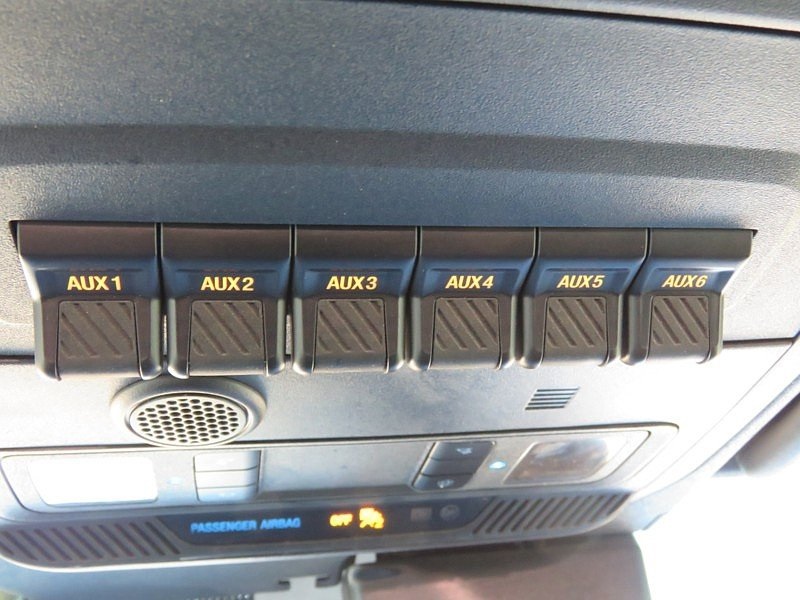 AUX1 AUX2 AUX3 AUX4 AUX5 AUX6
PASSENGER AIRBAG OFF